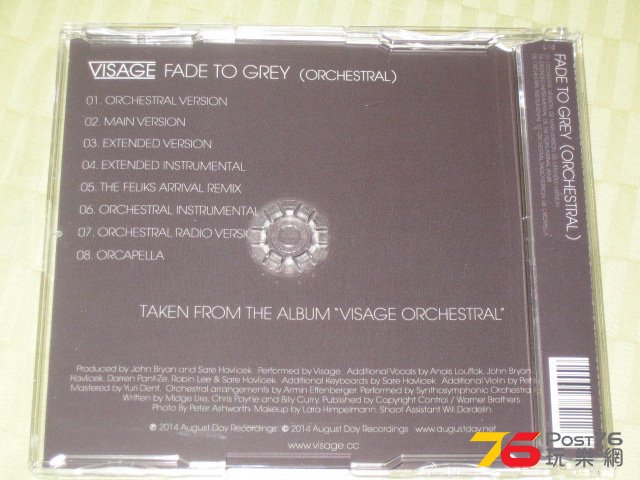 VISAGE FADE TO GREY (ORCHESTRAL)
01. ORCHESTRAL VERSION
02. MAIN VERSION
03. EXTENDED VERSION
04. EXTENDED INSTRUMENTAL
05. THE FELIKS ARRIVAL REMIX
06. ORCHESTRAL INSTRUMENTAL
07. ORCHESTRAL RADIO VERSIO
08. ORCAPELLA
TAKEN FROM THE ALBUM "VISAGE ORCHESTRAL"
Produced by John Bryan and Sare Havlicek. Performed by Visage. Additional Vocals by Anais Louffok, John Bryon
Havlicek, Darren Pant-Ze, Robin Lee & Sare Havlicek. Additional Keyboards by Sare Havlicek. Additional Violin by
Mastered by Yuri Dent. Orchestral arrangements by Armin Effenberger. Performed by Synthosymphonic Orchestra
Written by Midge Ure, Chris Payne and Billy Curry. Published by Copyright Control / Warner Brothers
Photo By Peter Ashworth. Makeup by Lara Himpelmann. Shoot Assistant Will Dardelin
℗ 2014 August Day Recordings © 2014 August Day Recordings www.augustday.net
www.visage.cc
FADE TO GREY (ORCHESTRAL)
76 Post76
玩樂網